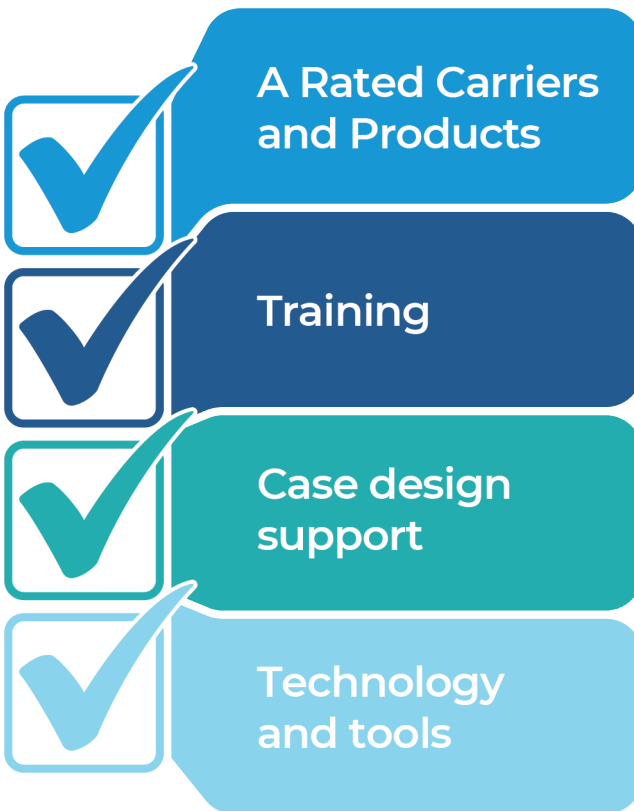 A Rated Carriers
and Products
Training
Case design
support
Technology
and tools